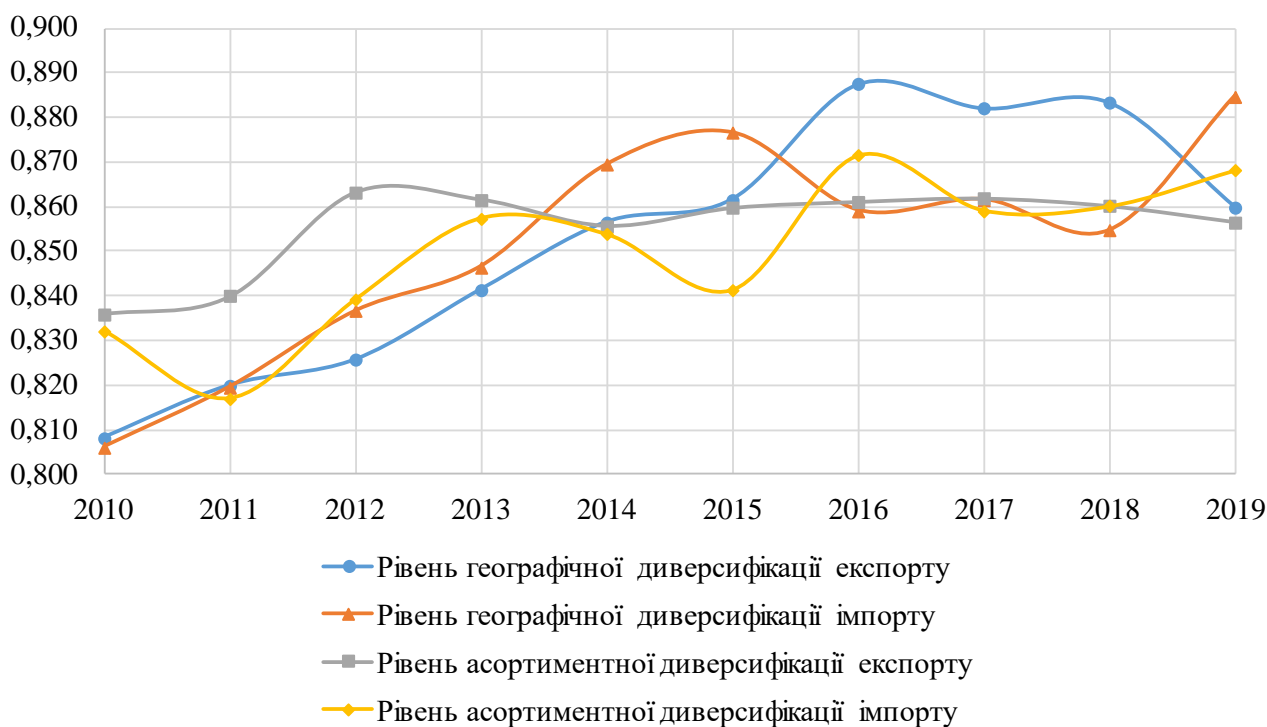 0,900
0,890
0,880
0,870
0,860
0,850
0,840
0,830
0,820
0,810
0,800
2010 2011 2012 2013 2014 2015 2016 2017 2018 2019
Рівень географічної диверсифікації експорту
Рівень географічної диверсифікації імпорту
Рівень асортиментної диверсифікації експорту
Рівень асортиментної диверсифікації імпорту